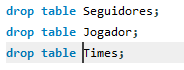 drop table Seguidores;
drop table Jogador;
drop table Times;